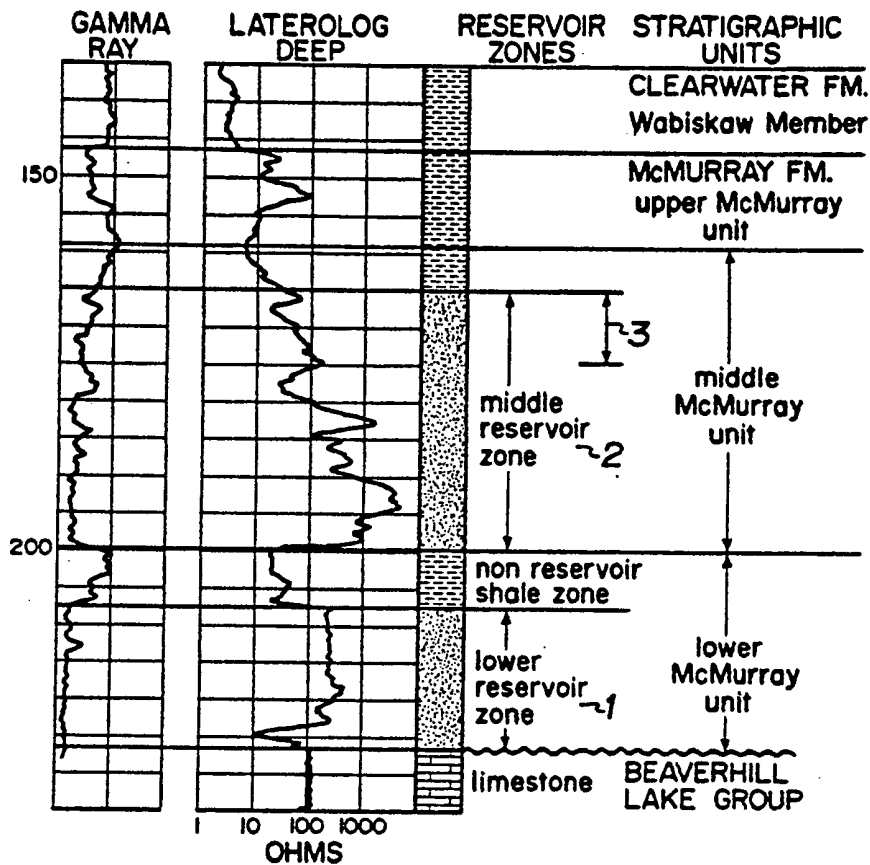 GAMMA RAY
LATEROLOG DEEP
RESERVOIR ZONES
STRATIGRAPHIC UNITS
CLEARWATER FM.
Wabiskaw Member
150
McMURRAY FM.
upper McMurray
unit
3
middle
reservoir
zone
2
middle
McMurray
unit
200
non reservoir
shale zone
lower
reservoir
zone
1
lower
McMurray
unit
limestone
BEAVERHILL
LAKE GROUP
1 10 100 1000
OHMS